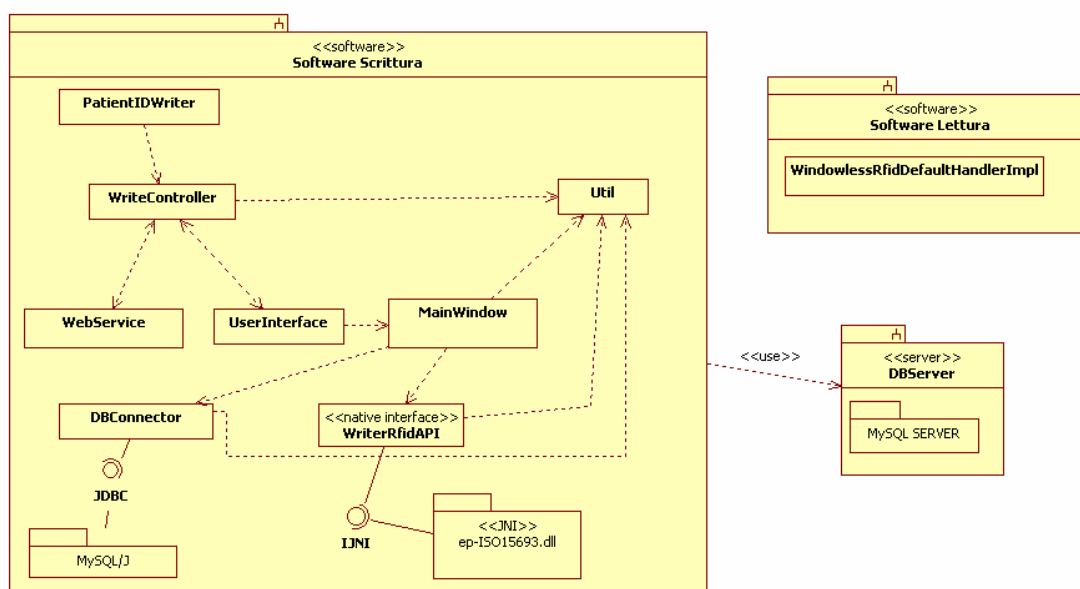 <<software>>
Software Scrittura
PatientIDWriter
WriteController
Util
WebService
UserInterface
MainWindow
DBConnector
<<native interface>>
WriterRfidAPI
JDBC
MySQL/J
IJNI
<<JNI>>
ep-ISO15693.dll
<<software>>
Software Lettura
WindowlessRfidDefaultHandlerImpl
<<use>>
<<server>>
DBServer
MySQL SERVER